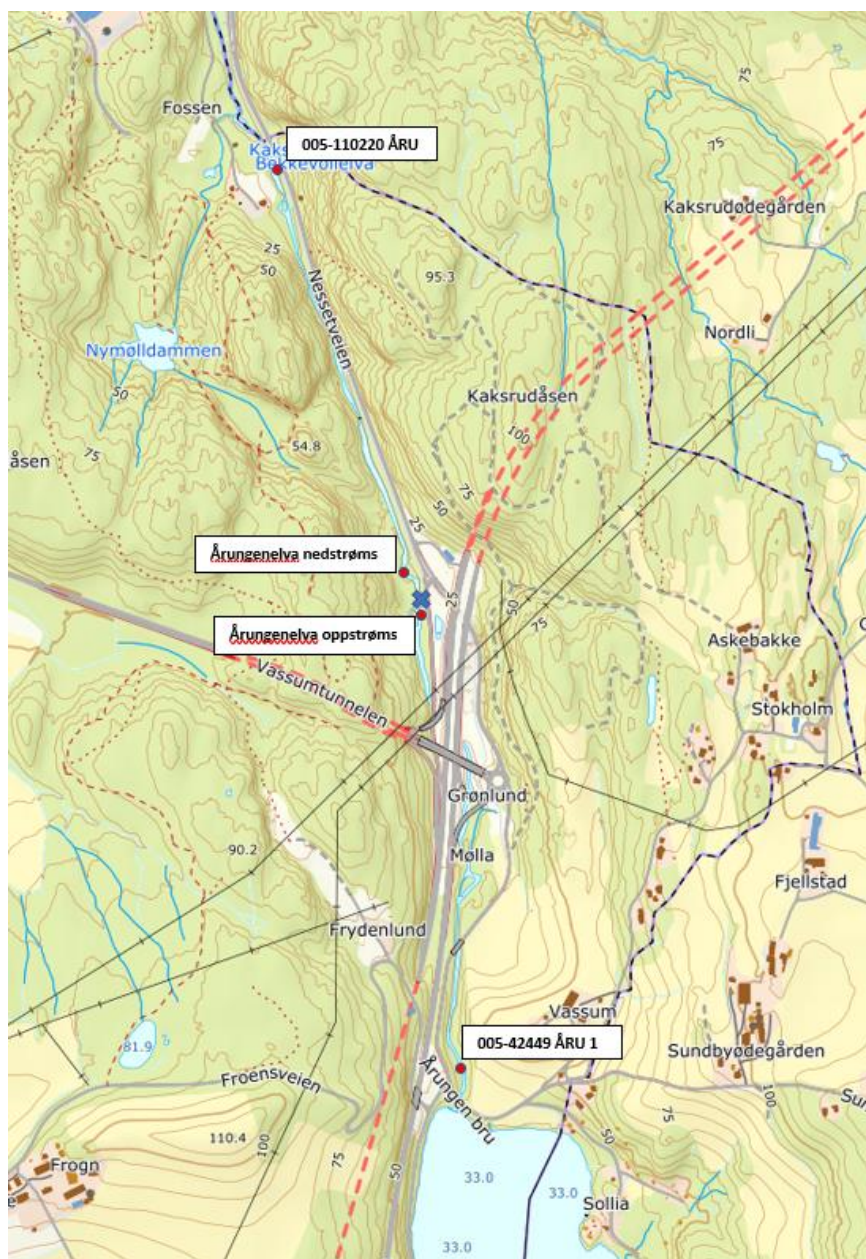 Fossen
005-110220 ÅRU
75
75
Kaksrudødegården
25
50
95.3
Nessetveien
Nordli
Nymølldammen
Kaksrudåsen
50
100
54.8
75
åsen
75
50
25
Årungenelva nedstrøms
25
50
75
Årungenelva oppstrøms
Askebakke
Vassumtunnelen
Stokholm
Grønlund
90.2
Mølla
Fjellstad
Frydenlund
Vassum
81.9
005-42449 ÅRU 1
Sundbyødegården
Froensveien
Årungen bru
100
75
110.4
100
50
75
50
Frogn
33.0
33.0
Sollia
33.0